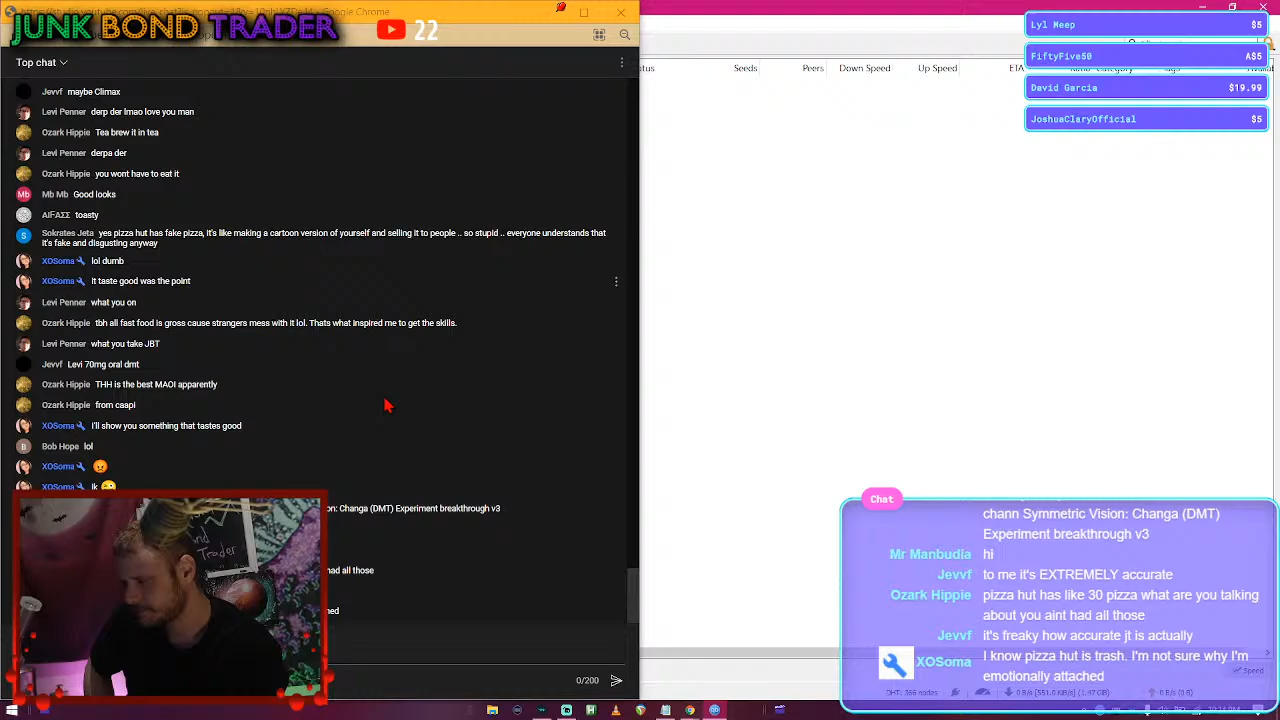 JUNK BOND TRADER
22
Top chat
Jevvf maybe Climax
Levi Penner derp der lmao love you man
Ozark Hippie Tea brew it in tea
Levi Penner derpa der
Ozark Hippie you wont have to eat it
Mb Mb Good looks
toasty
Sokrates Jeta yes pizza hut has fake pizza, it's like making a cartoon version of yourself and selling it to people .. so stupid .. everyone understands that
it's fake and disgusting anyway
XOSoma lol dumb
XOSoma It taste good was the point
Levi Penner what you on
Ozark Hippie tbh all fast food is gross cause strangers mess with it lol. Thats what inspired me to get the skills.
Levi Penner what you take JBT
Jevvf Levi 70mg oral dmt
Ozark Hippie THH is the best MAOI apparently
Ozark Hippie from caapi
XOSoma I'll show you something that tastes good
Bob Hope lol
XOSoma
XOSoma Ik
on: Changa (DMT) Experiment breakthrough v3
had all those
0/200
nd
Trader
Seeds
Peers
Down Speed
Up Speed
ETA
Lyl Meep $5
FiftyFive50 A$5
David Garcia $19.99
JoshuaClaryOfficial $5
Chat
chann Symmetric Vision: Changa (DMT)
Experiment breakthrough v3
Mr Manbudia hi
Jevvf to me it's EXTREMELY accurate
Ozark Hippie pizza hut has like 30 pizza what are you talking
about you aint had all those
Jevvf it's freaky how accurate jt is actually
XOSoma I know pizza hut is trash. I'm not sure why I'm
emotionally attached
Speed
DHT: 366 nodes